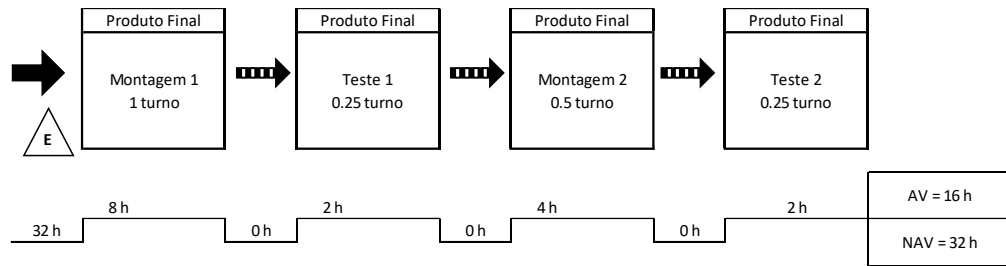 Produto Final
Produto Final
Produto Final
Produto Final
Montagem 1
1 turno
Teste 1
0.25 turno
Montagem 2
0.5 turno
Teste 2
0.25 turno
E
8 h
2 h
4 h
2 h
AV = 16 h
32 h
0 h
0 h
0 h
NAV = 32 h